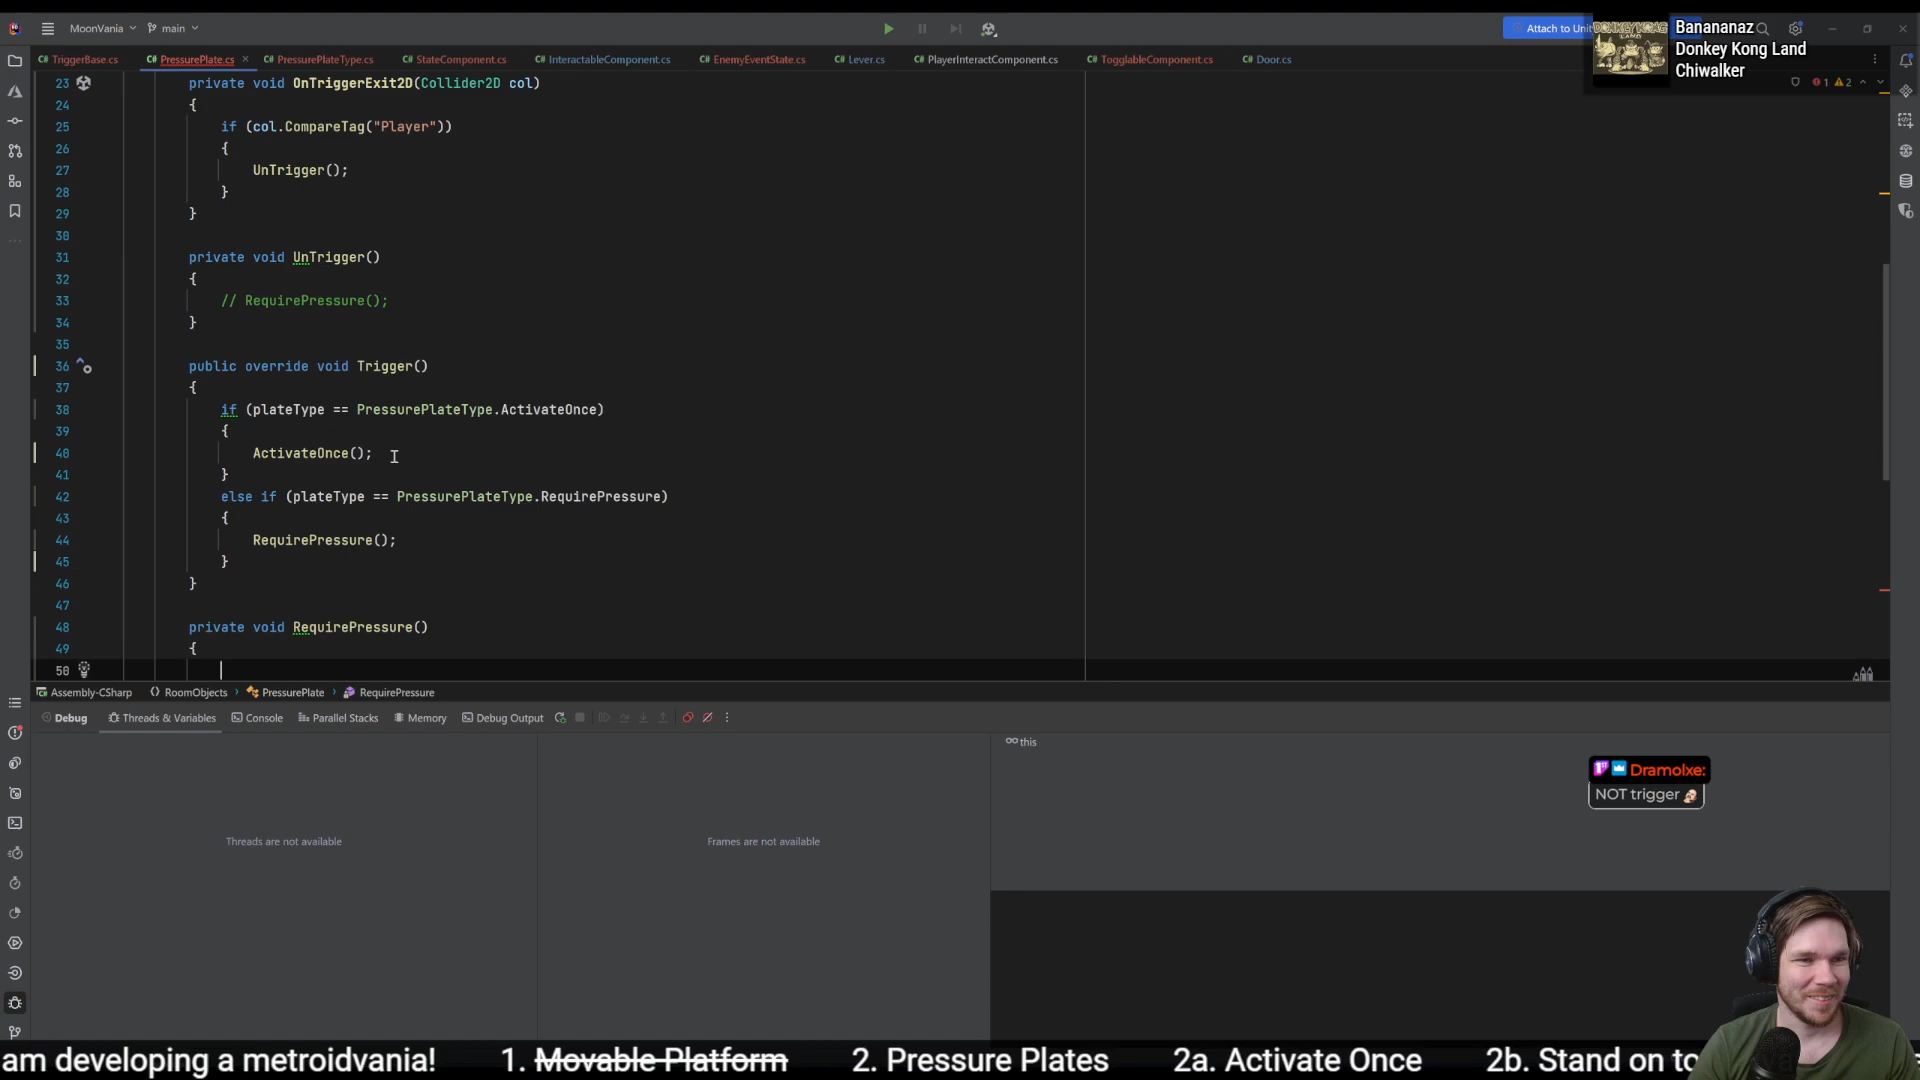 MoonVania
main
Attach to Unit
Banananaz
Donkey Kong Land
Chiwalker
TriggerBase.cs
PressurePlate.cs
PressurePlateType.cs
StateComponent.cs
InteractableComponent.cs
EnemyEventState.cs
Lever.cs
PlayerInteractComponent.cs
TogglableComponent.cs
Door.cs
1 2
23 private void OnTriggerExit2D(Collider2D col)
24 {
25 if (col.CompareTag("Player"))
26 {
27 UnTrigger();
28 }
29 }
30
31 private void UnTrigger()
32 {
33 // RequirePressure();
34 }
35
36 public override void Trigger()
37 {
38 if (plateType == PressurePlateType.ActivateOnce)
39 {
40 ActivateOnce();
41 }
42 else if (plateType == PressurePlateType.RequirePressure)
43 {
44 RequirePressure();
45 }
46 }
47
48 private void RequirePressure()
49 {
50
Assembly-CSharp RoomObjects PressurePlate RequirePressure
Debug Threads & Variables Console Parallel Stacks Memory Debug Output
this
Threads are not available
Frames are not available
Dramolxe:
NOT trigger
am developing a metroidvania! 1. Movable Platform 2. Pressure Plates 2a. Activate Once 2b. Stand on to